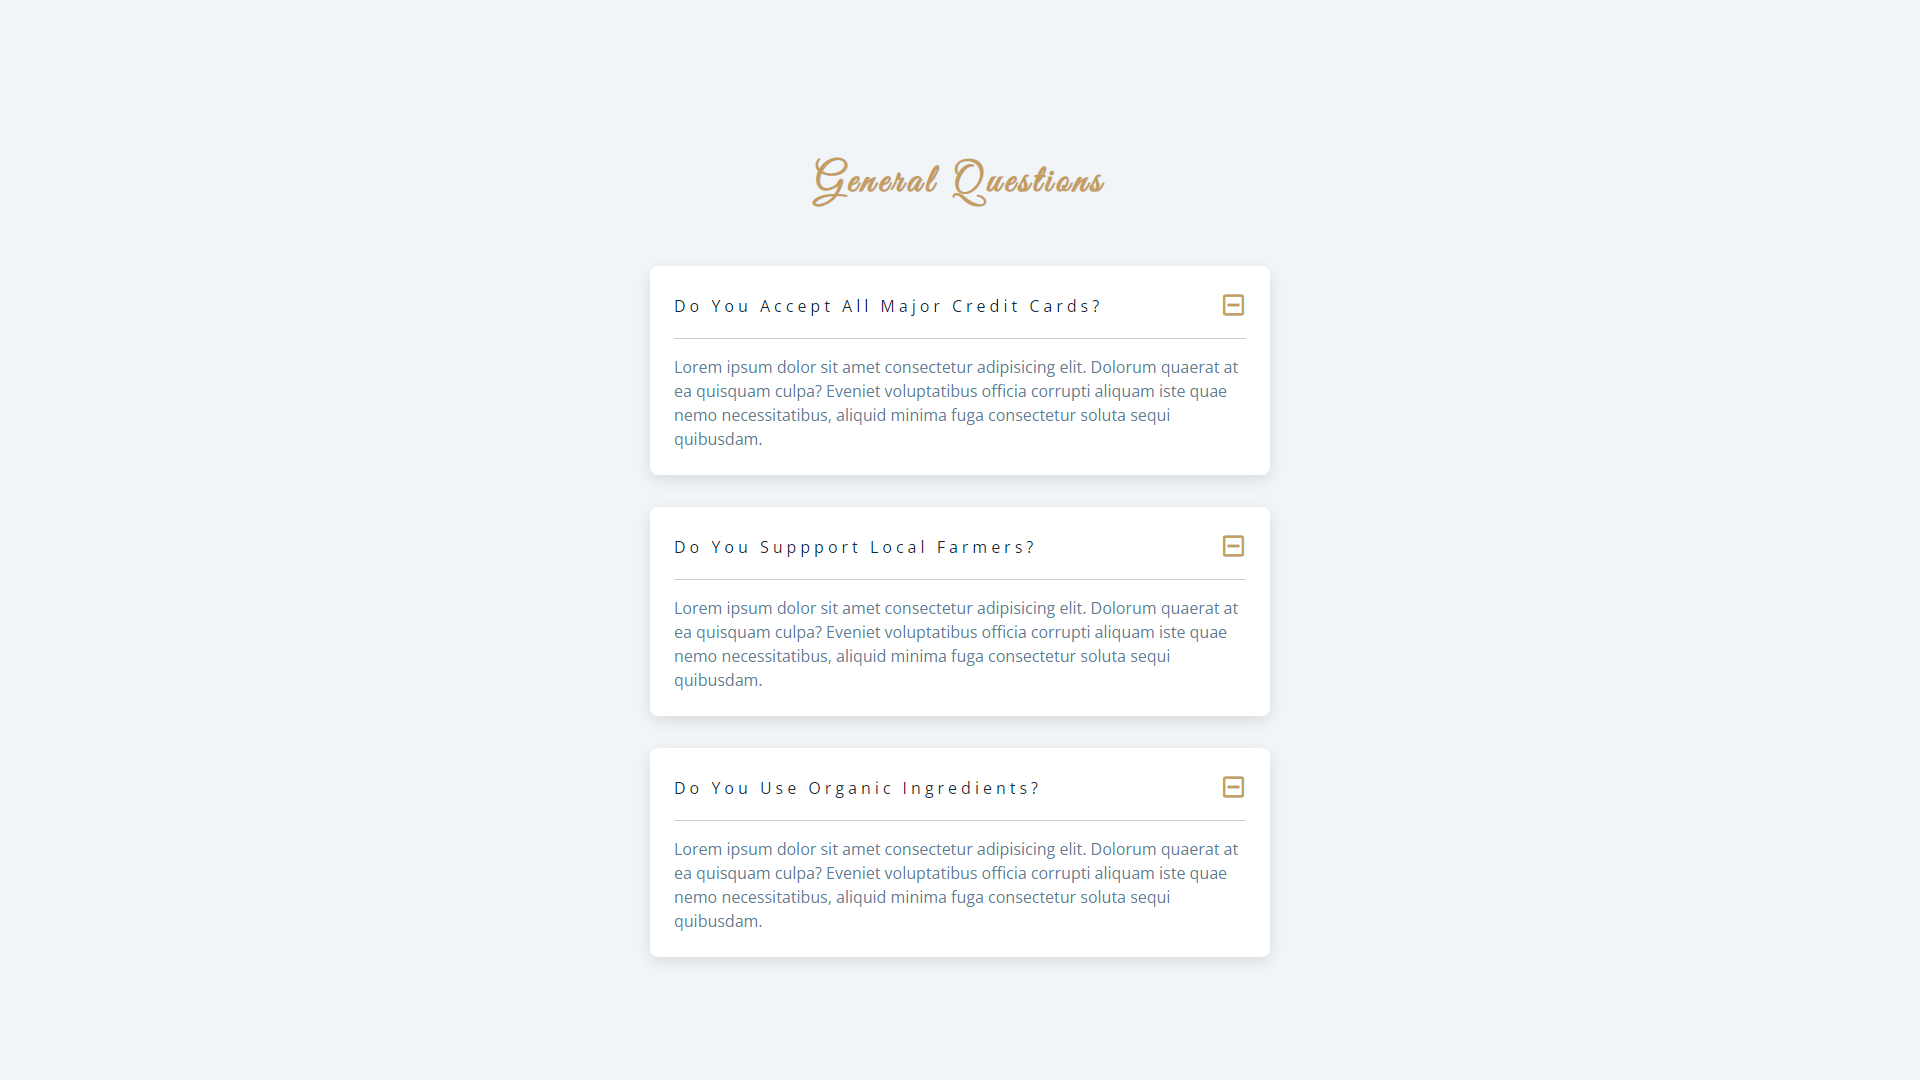 General Questions
Do You Accept All Major Credit Cards?
Lorem ipsum dolor sit amet consectetur adipisicing elit. Dolorum quaerat at
ea quisquam culpa? Eveniet voluptatibus officia corrupti aliquam iste quae
nemo necessitatibus, aliquid minima fuga consectetur soluta sequi
quibusdam.
Do You Suppport Local Farmers?
Lorem ipsum dolor sit amet consectetur adipisicing elit. Dolorum quaerat at
ea quisquam culpa? Eveniet voluptatibus officia corrupti aliquam iste quae
nemo necessitatibus, aliquid minima fuga consectetur soluta sequi
quibusdam.
Do You Use Organic Ingredients?
Lorem ipsum dolor sit amet consectetur adipisicing elit. Dolorum quaerat at
ea quisquam culpa? Eveniet voluptatibus officia corrupti aliquam iste quae
nemo necessitatibus, aliquid minima fuga consectetur soluta sequi
quibusdam.